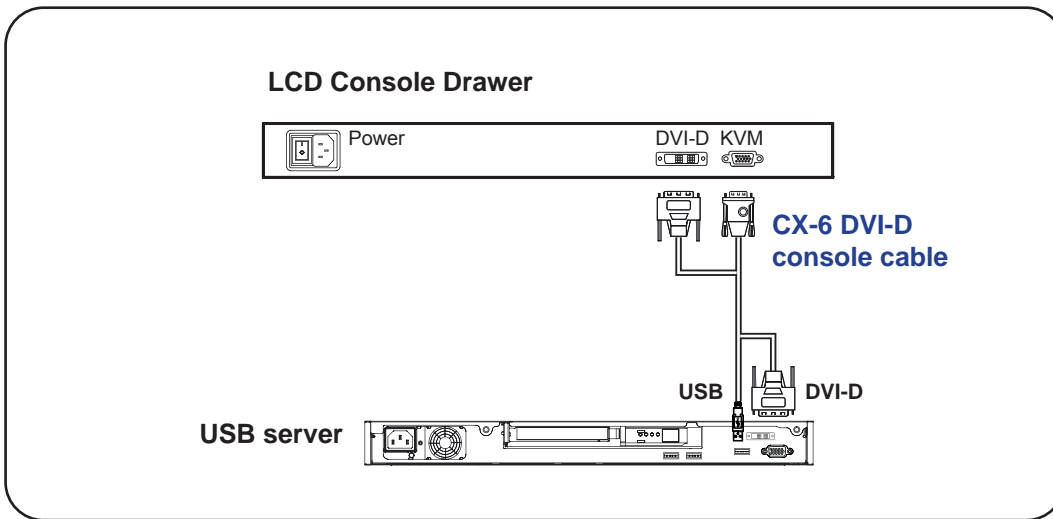 LCD Console Drawer
Power
DVI-D KVM
CX-6 DVI-D
console cable
USB
DVI-D
USB server